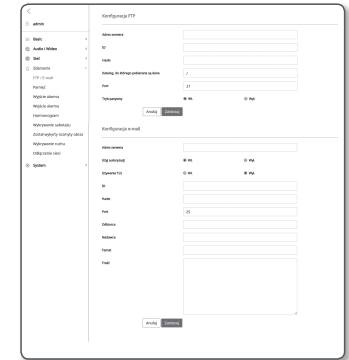 admin
Basic
Audio i Wideo
Sieć
Zdarzenie
FTP / E-mail
Pamięć
Wejście alarmu
Wyjście alarmu
Harmonogram
Wykrywanie sabotażu
Został wykryty rozmyty obraz
Wykrywanie ruchu
Odłączenie sieci
System
Konfiguracja FTP
Adres serwera
ID
Hasło
Katalog, do którego pobierane są dane
/
Port
21
Tryb pasywny
Wł.
Wył.
Anuluj
Zastosuj
Konfiguracja e-mail
Adres serwera
Użyj autoryzacji
Wł.
Wył.
Używanie TLS
Wł.
Wył.
ID
Hasło
Port
25
Odbiorca
Nadawca
Temat
Treść
Anuluj
Zastosuj